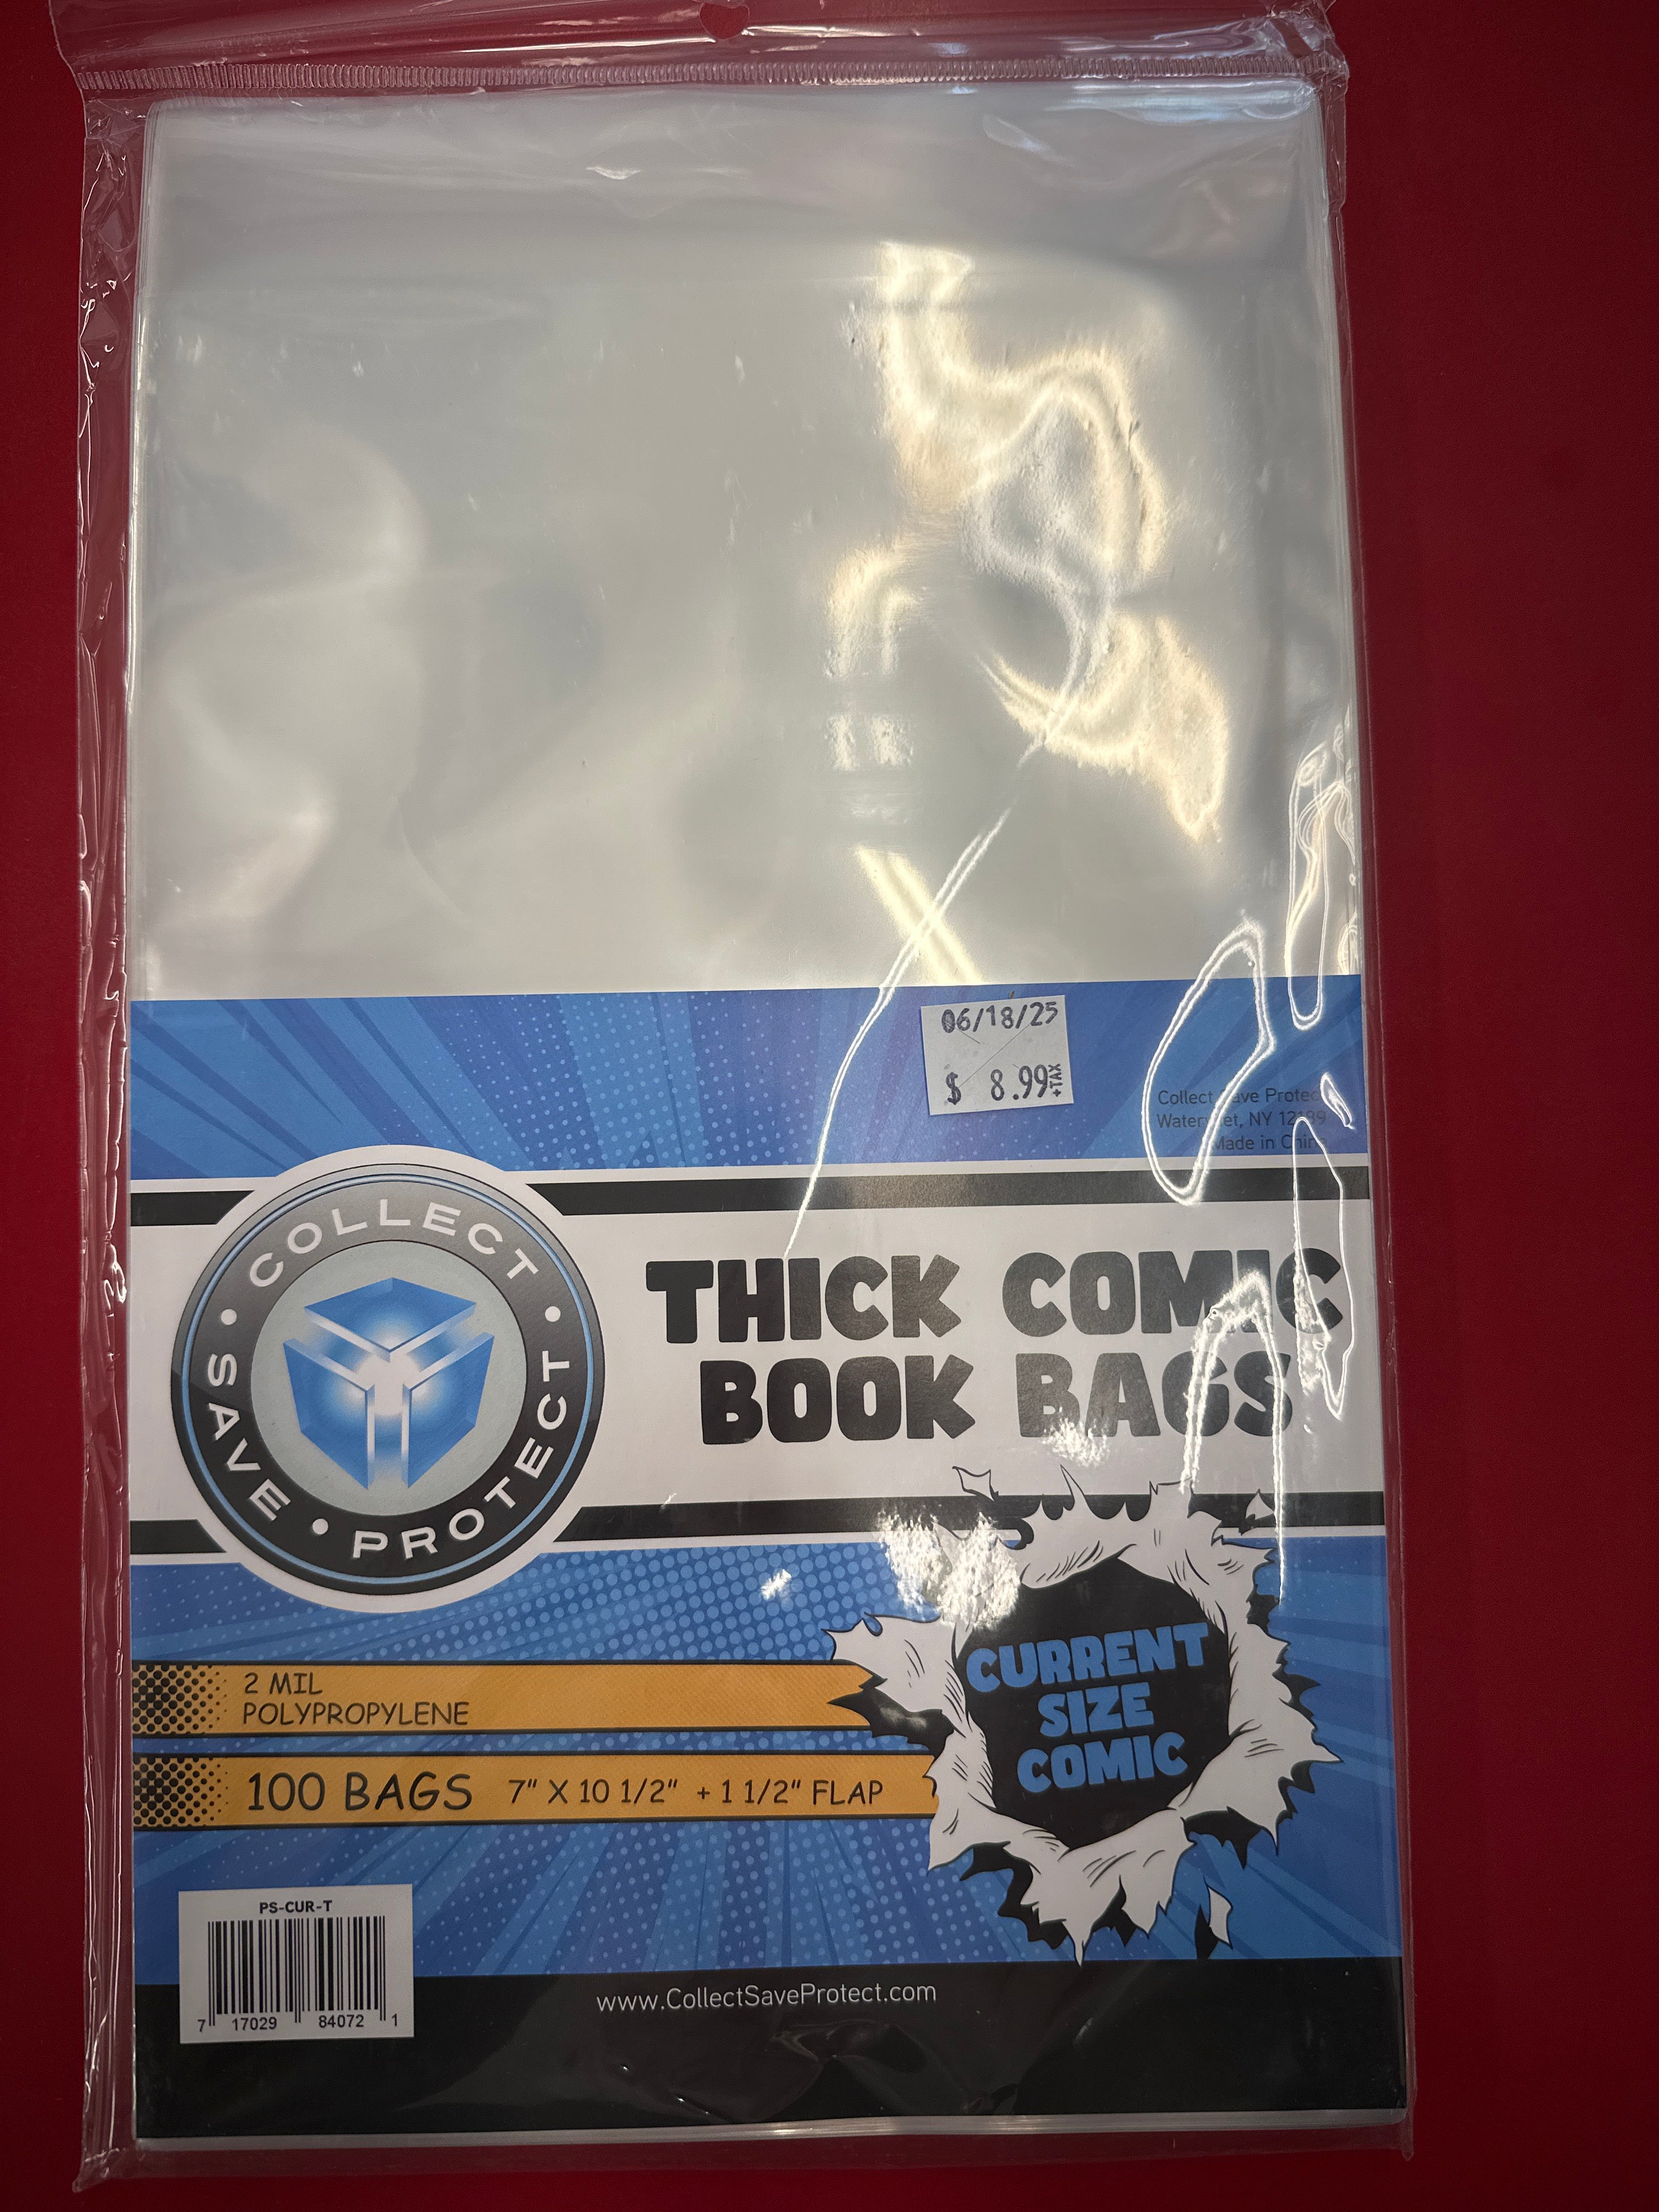 06/18/25
$ 8.99 +TAX
Collect Save Protect
NY 12189
Made in China
COLLECT • SAVE • PROTECT •
THICK COMIC
BOOK BAGS
CURRENT
SIZE
COMIC
2 MIL
POLYPROPYLENE
100 BAGS 7" X 10 1/2" + 1 1/2" FLAP
PS-CUR-T
7 17029 84072 1
www.CollectSaveProtect.com